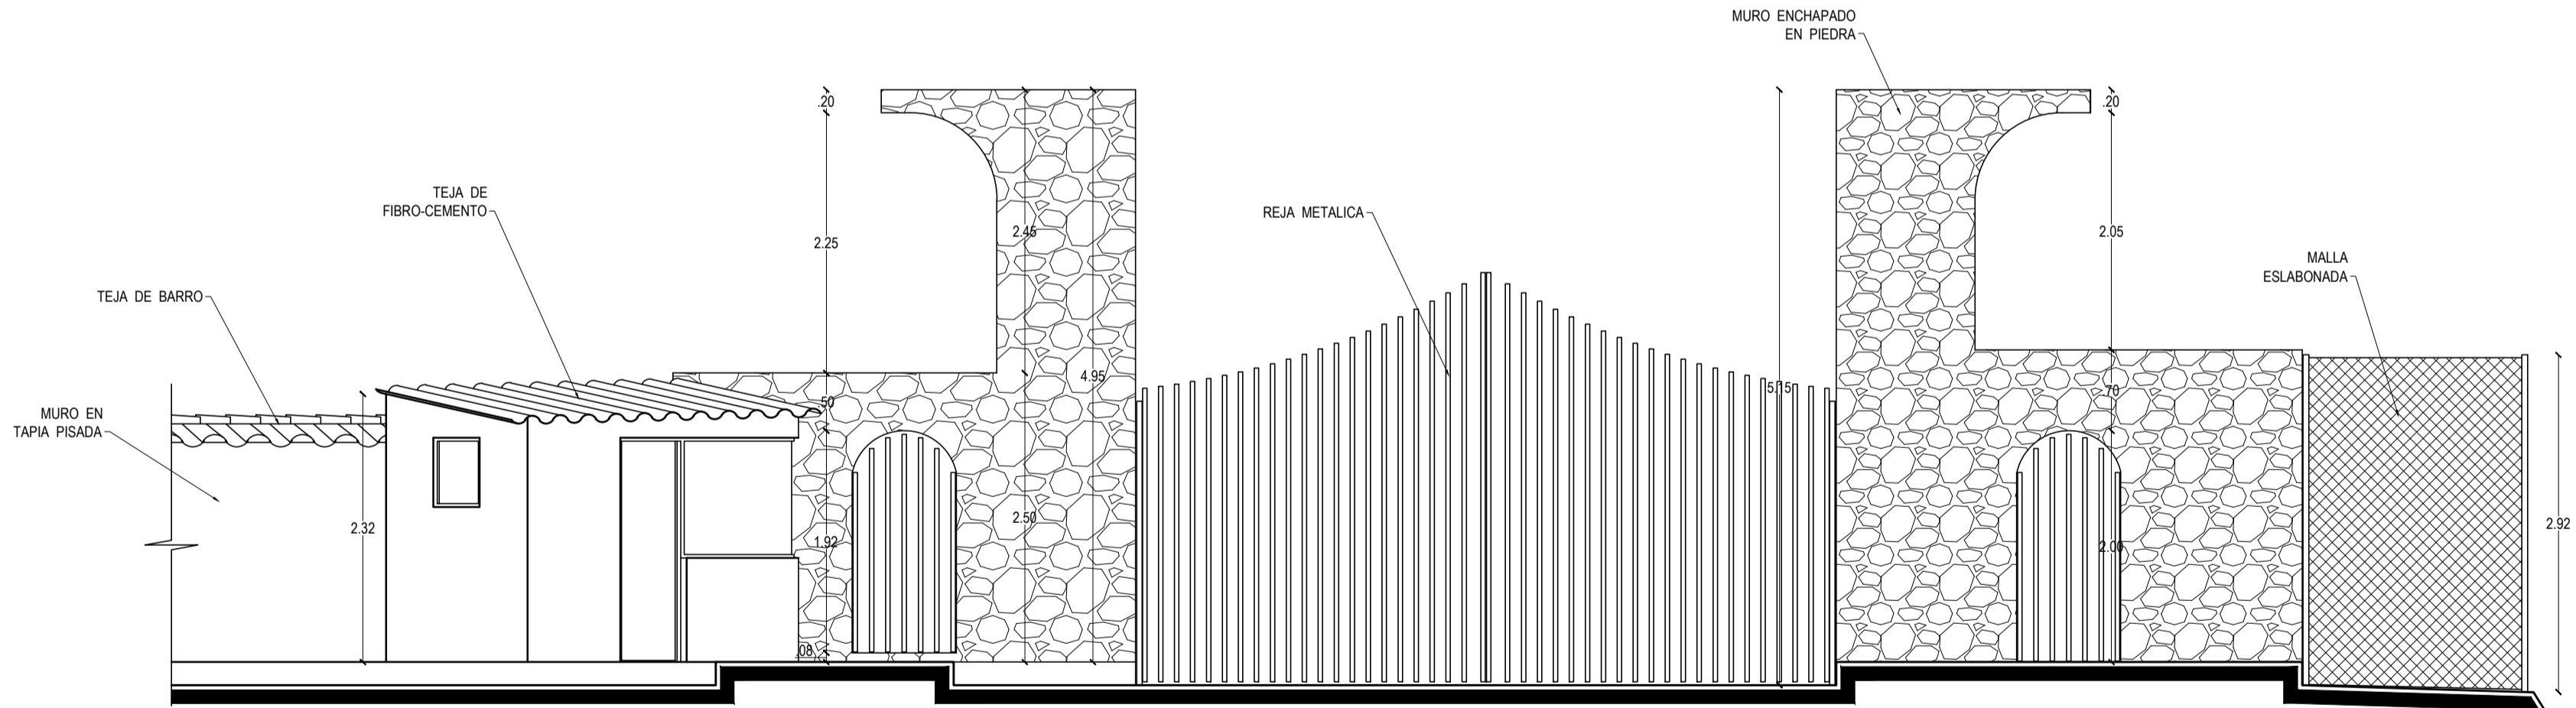 MURO ENCHAPADO
EN PIEDRA
.20
.20
TEJA DE
FIBRO-CEMENTO
REJA METALICA
2.25
2.45
2.05
MALLA
ESLABONADA
TEJA DE BARRO
4.95
5.15
.70
MURO EN
TAPIA PISADA
.50
2.32
2.50
2.92
1.92
2.00
.08